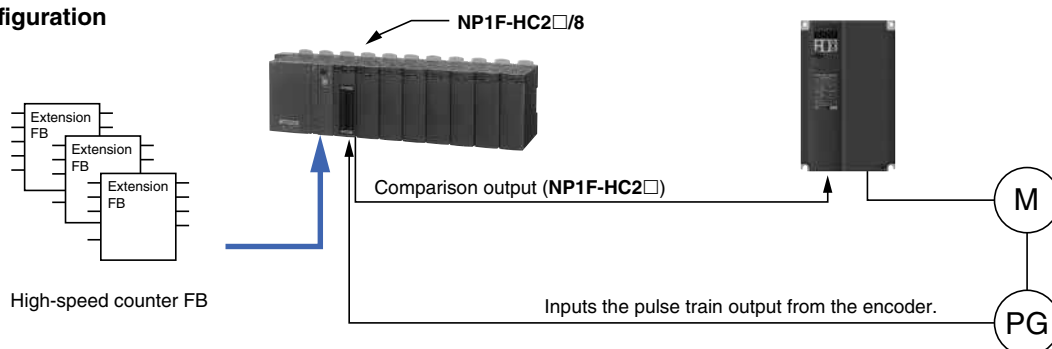 figuration
NP1F-HC2□/8
Extension
FB
Extension
FB
Extension
FB
Comparison output (NP1F-HC2□)
M
High-speed counter FB
Inputs the pulse train output from the encoder.
PG